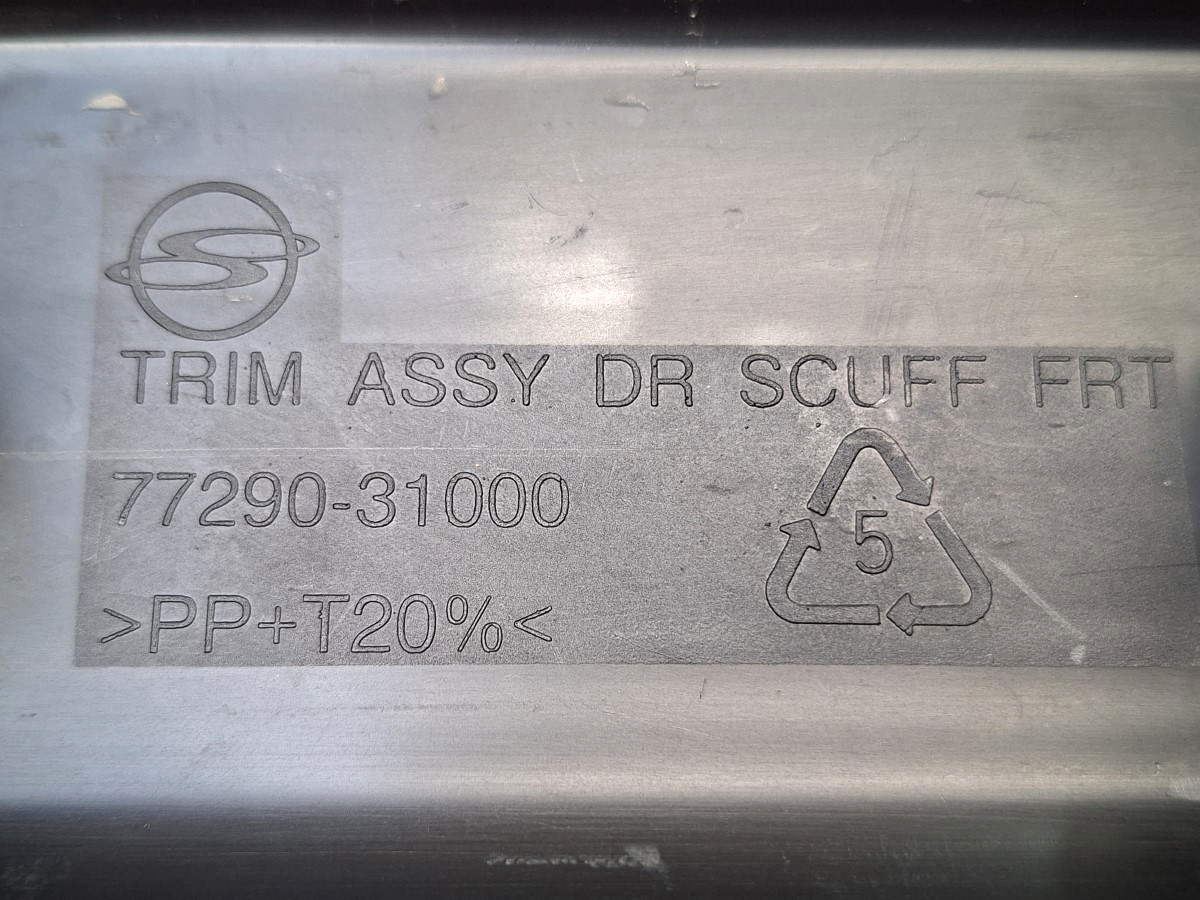 TRIM ASSY DR SCUFF FRT
77290-31000
5
>PP+T20%<